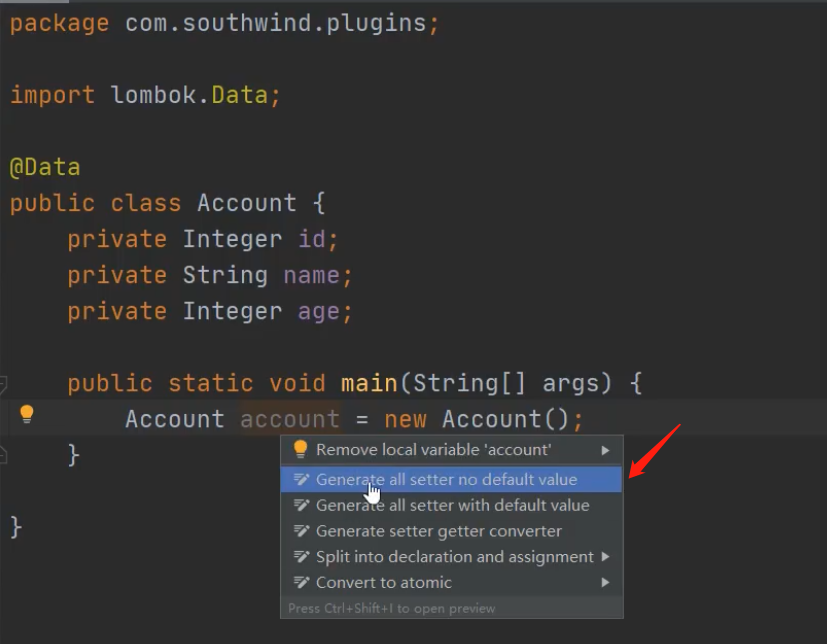 package com.southwind.plugins;
import lombok.Data;
@Data
public class Account {
    private Integer id;
    private String name;
    private Integer age;
    public static void main(String[] args) {
        Account account = new Account();
Remove local variable 'account'
    }
Generate all setter no default value
Generate all setter with default value
}
Generate setter getter converter
Split into declaration and assignment
Convert to atomic
Press Ctrl+Shift+I to open preview